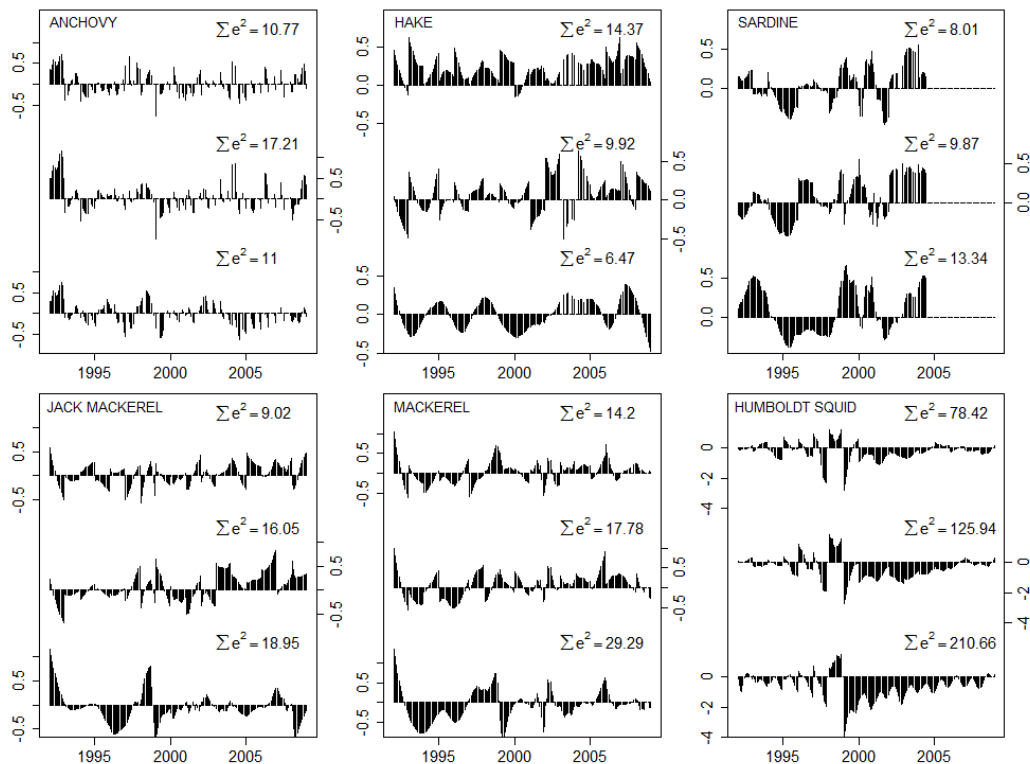 ANCHOVY
∑ e² = 10.77
0.5
-0.5
∑ e² = 17.21
0.5
-0.5
∑ e² = 11
0.5
-0.5
1995 2000 2005
HAKE
∑ e² = 14.37
0.5
0.0
-0.5
∑ e² = 9.92
0.5
0.0
-0.5
∑ e² = 6.47
0.5
0.0
-0.5
1995 2000 2005
SARDINE
∑ e² = 8.01
0.5
0.0
∑ e² = 9.87
0.5
0.0
∑ e² = 13.34
0.5
0.0
1995 2000 2005
JACK MACKEREL
∑ e² = 9.02
0.5
-0.5
∑ e² = 16.05
0.5
-0.5
∑ e² = 18.95
0.5
-0.5
1995 2000 2005
MACKEREL
∑ e² = 14.2
0.5
-0.5
∑ e² = 17.78
0.5
-0.5
∑ e² = 29.29
0.5
-0.5
1995 2000 2005
HUMBOLDT SQUID
∑ e² = 78.42
0
-2
-4
∑ e² = 125.94
0
-2
-4
∑ e² = 210.66
0
-2
-4
1995 2000 2005